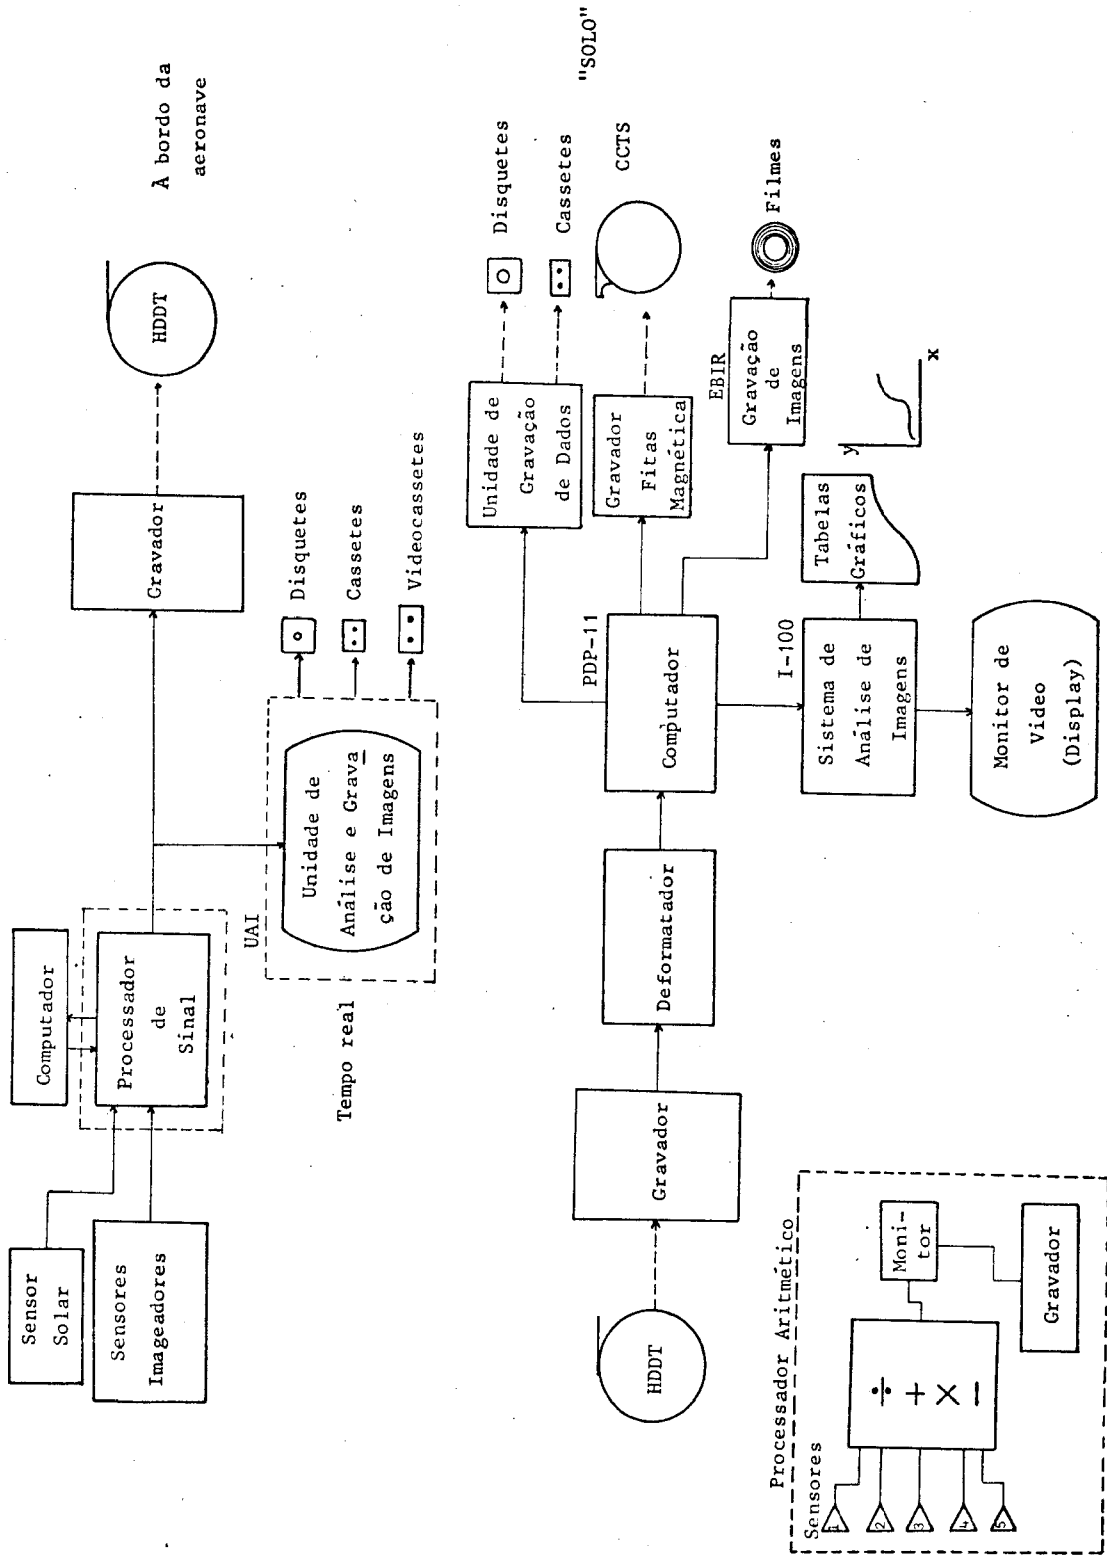 Sensor
Solar
Sensores
Imageadores
Computador
Processador
de
Sinal
Gravador
HDDT
À bordo da
aeronave
UAI
Unidade de
Análise e Grava
ção de Imagens
Tempo real
Disquetes
Cassetes
Videocassetes
HDDT
Gravador
Deformatador
PDP-11
Computador
Unidade de
Gravação
de Dados
Disquetes
Cassetes
"SOLO"
Gravador
Fitas
Magnética
CCTS
EBIR
Gravação
de
Imagens
Filmes
I-100
Sistema de
Análise de
Imagens
Tabelas
Gráficos
y
x
Monitor de
Video
(Display)
Processador Aritmético
Sensores
1
2
3
4
5
÷
+
×
−
Moni-
tor
Gravador